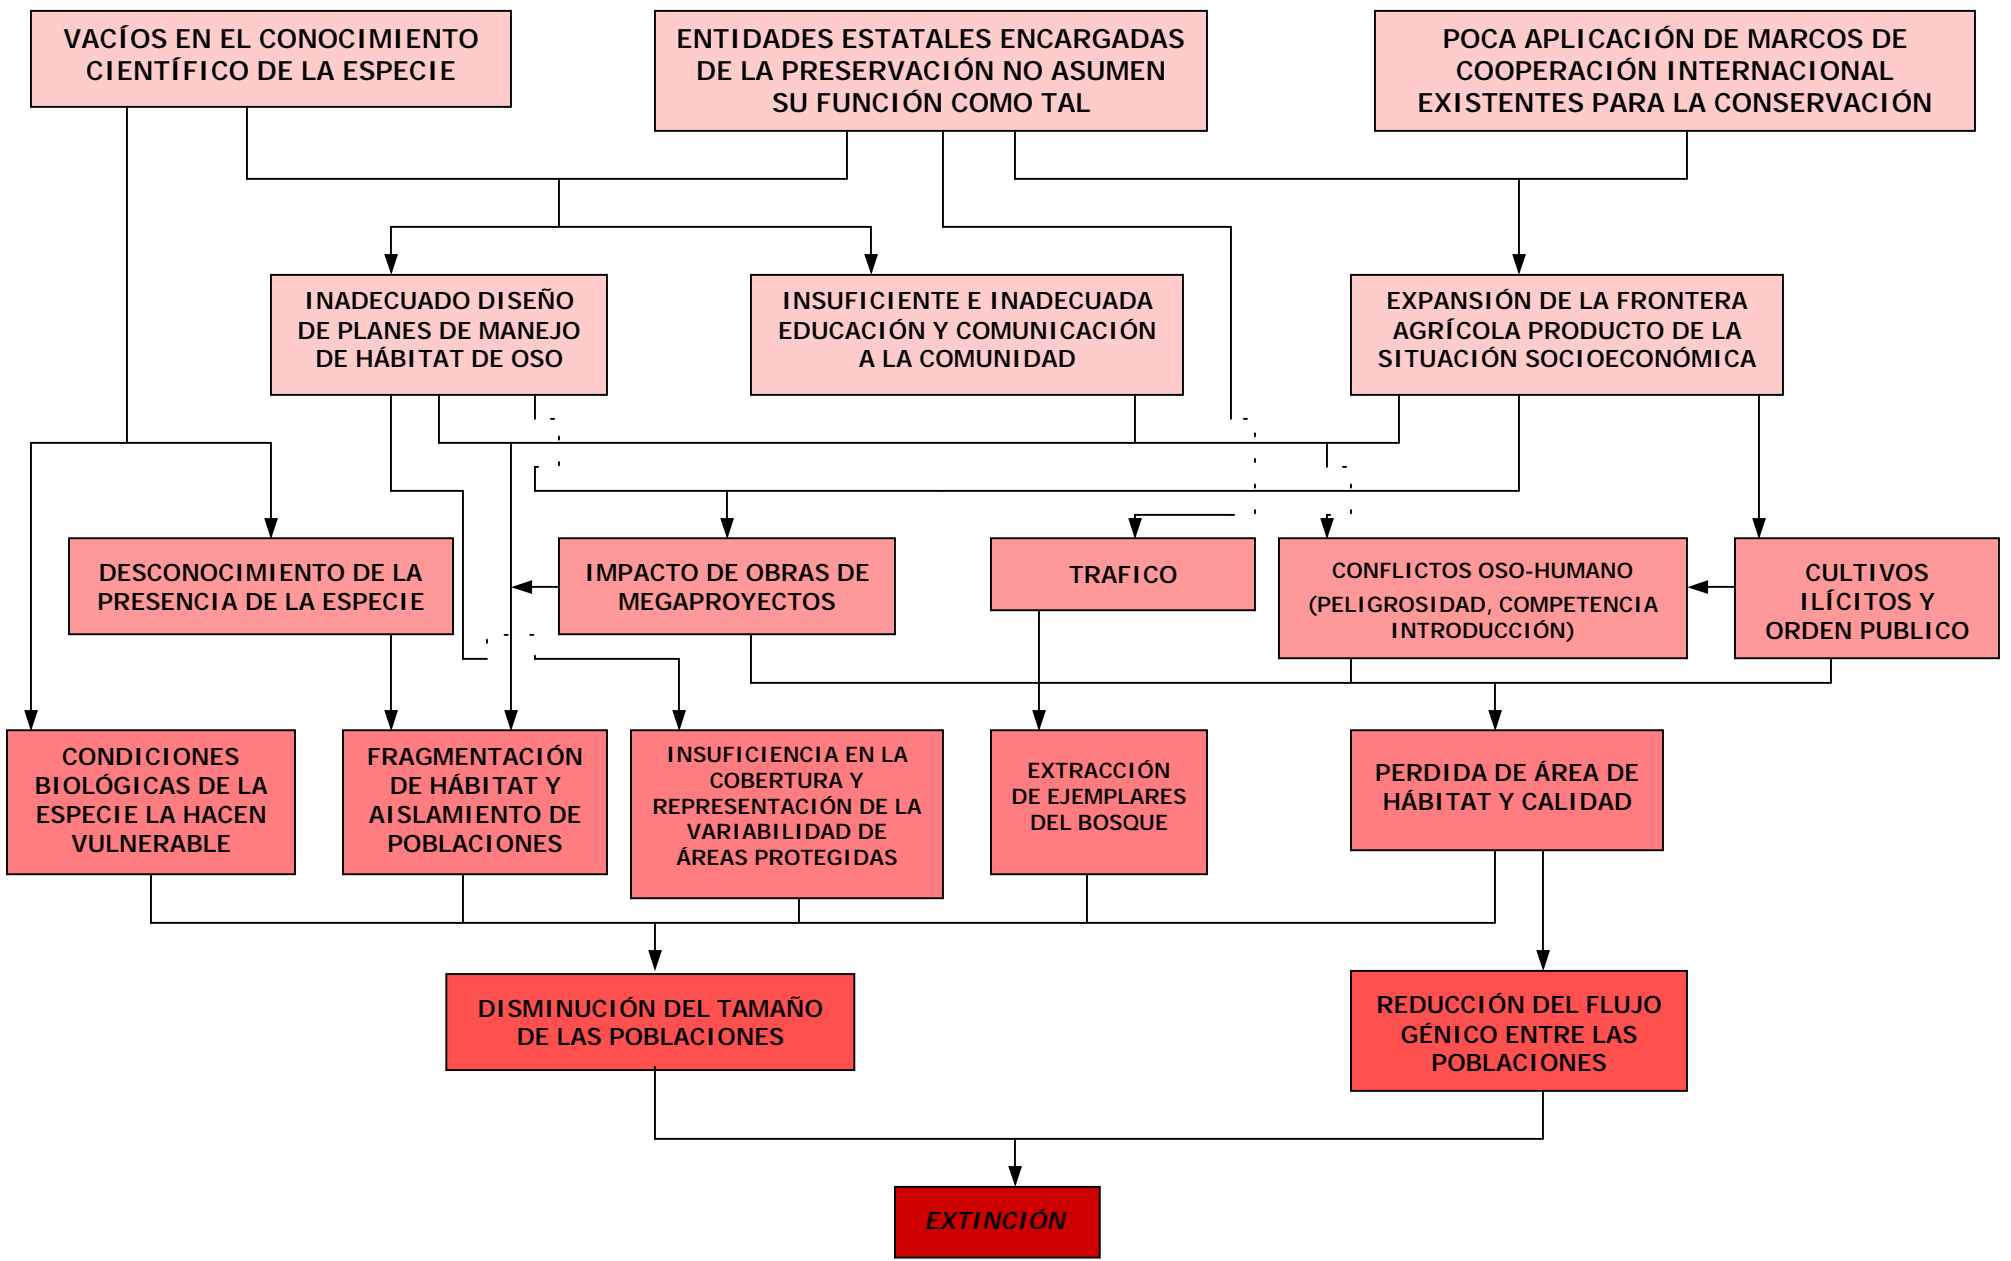 VACÍOS EN EL CONOCIMIENTO
CIENTÍFICO DE LA ESPECIE
ENTIDADES ESTATALES ENCARGADAS
DE LA PRESERVACIÓN NO ASUMEN
SU FUNCIÓN COMO TAL
POCA APLICACIÓN DE MARCOS DE
COOPERACIÓN INTERNACIONAL
EXISTENTES PARA LA CONSERVACIÓN
INADECUADO DISEÑO
DE PLANES DE MANEJO
DE HÁBITAT DE OSO
INSUFICIENTE E INADECUADA
EDUCACIÓN Y COMUNICACIÓN
A LA COMUNIDAD
EXPANSIÓN DE LA FRONTERA
AGRÍCOLA PRODUCTO DE LA
SITUACIÓN SOCIOECONÓMICA
DESCONOCIMIENTO DE LA
PRESENCIA DE LA ESPECIE
IMPACTO DE OBRAS DE
MEGAPROYECTOS
TRAFICO
CONFLICTOS OSO-HUMANO
(PELIGROSIDAD, COMPETENCIA
INTRODUCCIÓN)
CULTIVOS
ILÍCITOS Y
ORDEN PUBLICO
CONDICIONES
BIOLÓGICAS DE LA
ESPECIE LA HACEN
VULNERABLE
FRAGMENTACIÓN
DE HÁBITAT Y
AISLAMIENTO DE
POBLACIONES
INSUFICIENCIA EN LA
COBERTURA Y
REPRESENTACIÓN DE LA
VARIABILIDAD DE
ÁREAS PROTEGIDAS
EXTRACCIÓN
DE EJEMPLARES
DEL BOSQUE
PERDIDA DE ÁREA DE
HÁBITAT Y CALIDAD
DISMINUCIÓN DEL TAMAÑO
DE LAS POBLACIONES
REDUCCIÓN DEL FLUJO
GÉNICO ENTRE LAS
POBLACIONES
EXTINCIÓN